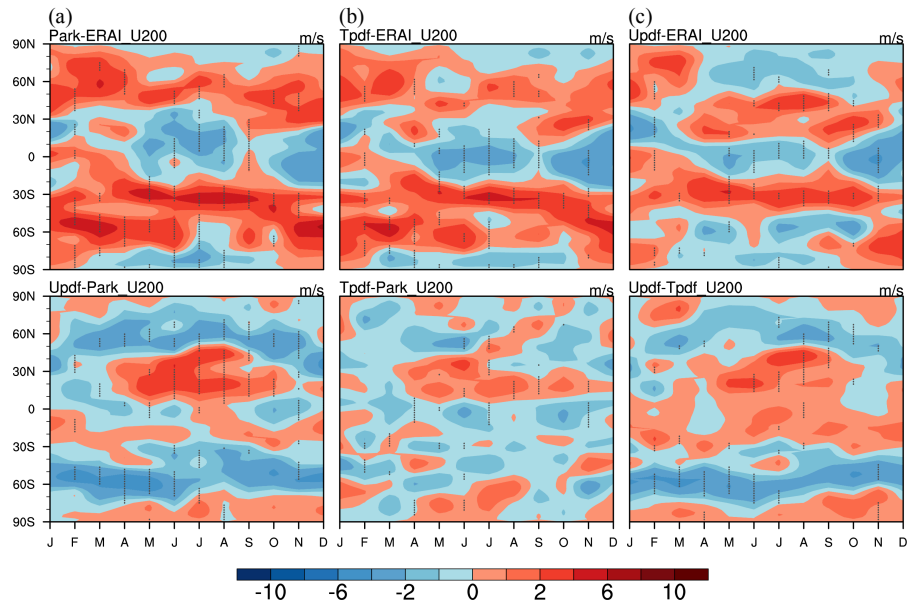 (a) (b) (c)
Park-ERAI_U200 m/s Tpdf-ERAI_U200 m/s Updf-ERAI_U200 m/s
90N
60N
30N
0
30S
60S
90S
Updf-Park_U200 m/s Tpdf-Park_U200 m/s Updf-Tpdf_U200 m/s
90N
60N
30N
0
30S
60S
90S
J F M A M J J A S O N D J F M A M J J A S O N D J F M A M J J A S O N D
-10 -6 -2 0 2 6 10